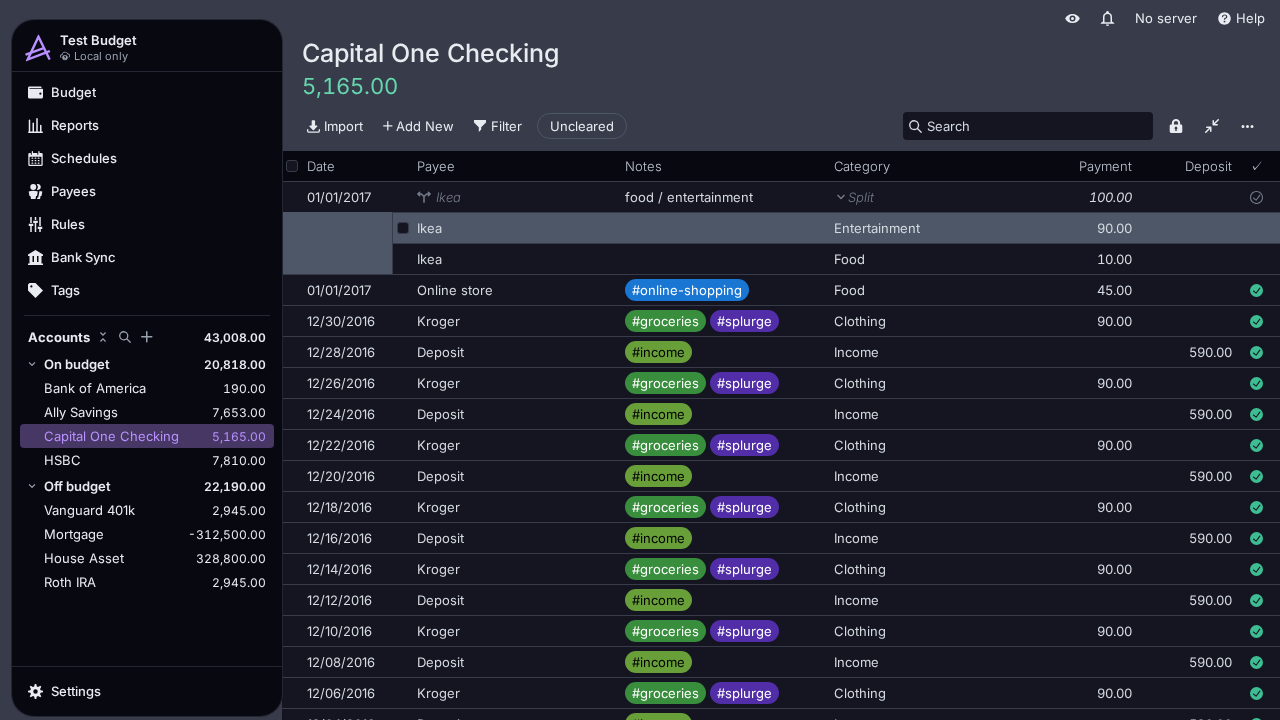 Test Budget
Local only
Budget
Reports
Schedules
Payees
Rules
Bank Sync
Tags
Accounts 43,008.00
On budget 20,818.00
Bank of America 190.00
Ally Savings 7,653.00
Capital One Checking 5,165.00
HSBC 7,810.00
Off budget 22,190.00
Vanguard 401k 2,945.00
Mortgage -312,500.00
House Asset 328,800.00
Roth IRA 2,945.00
Settings
No server Help
Capital One Checking
5,165.00
Import Add New Filter Uncleared Search
Date Payee Notes Category Payment Deposit ✓
01/01/2017 Ikea food / entertainment Split 100.00
Ikea Entertainment 90.00
Ikea Food 10.00
01/01/2017 Online store #online-shopping Food 45.00
12/30/2016 Kroger #groceries #splurge Clothing 90.00
12/28/2016 Deposit #income Income 590.00
12/26/2016 Kroger #groceries #splurge Clothing 90.00
12/24/2016 Deposit #income Income 590.00
12/22/2016 Kroger #groceries #splurge Clothing 90.00
12/20/2016 Deposit #income Income 590.00
12/18/2016 Kroger #groceries #splurge Clothing 90.00
12/16/2016 Deposit #income Income 590.00
12/14/2016 Kroger #groceries #splurge Clothing 90.00
12/12/2016 Deposit #income Income 590.00
12/10/2016 Kroger #groceries #splurge Clothing 90.00
12/08/2016 Deposit #income Income 590.00
12/06/2016 Kroger #groceries #splurge Clothing 90.00